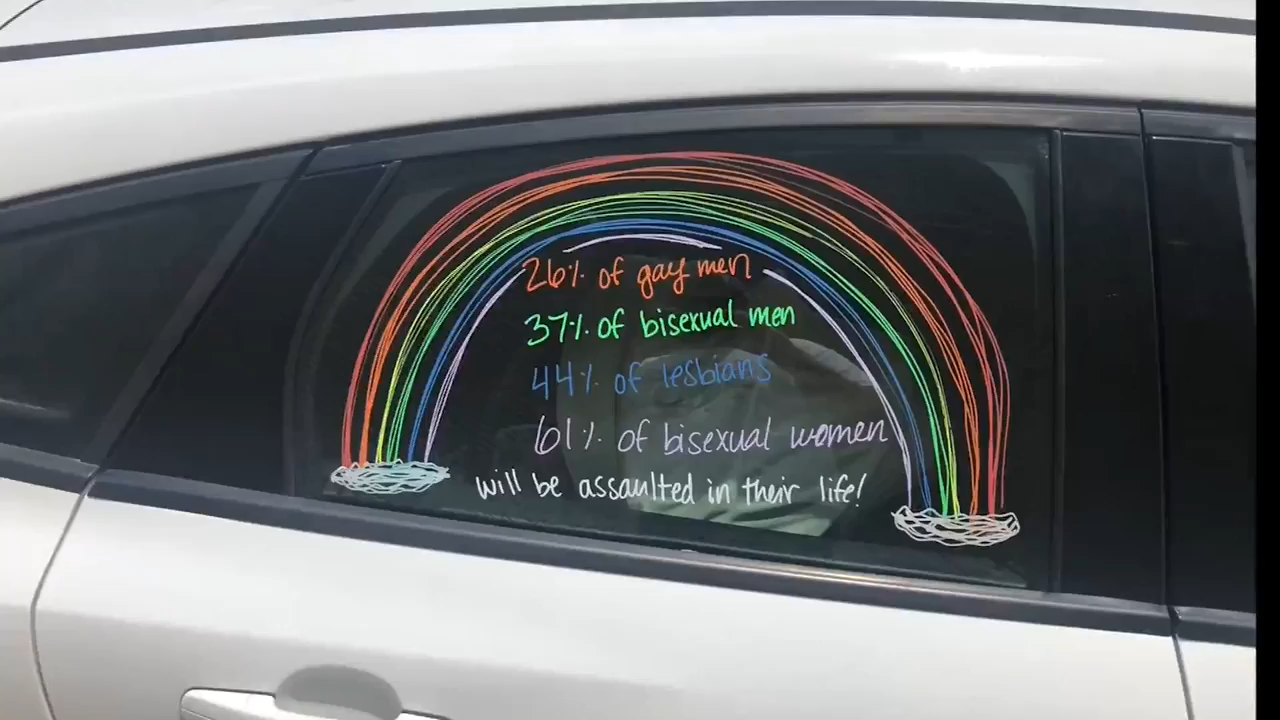 26% of gay men
37% of bisexual men
44% of lesbians
61% of bisexual women
will be assaulted in their life!